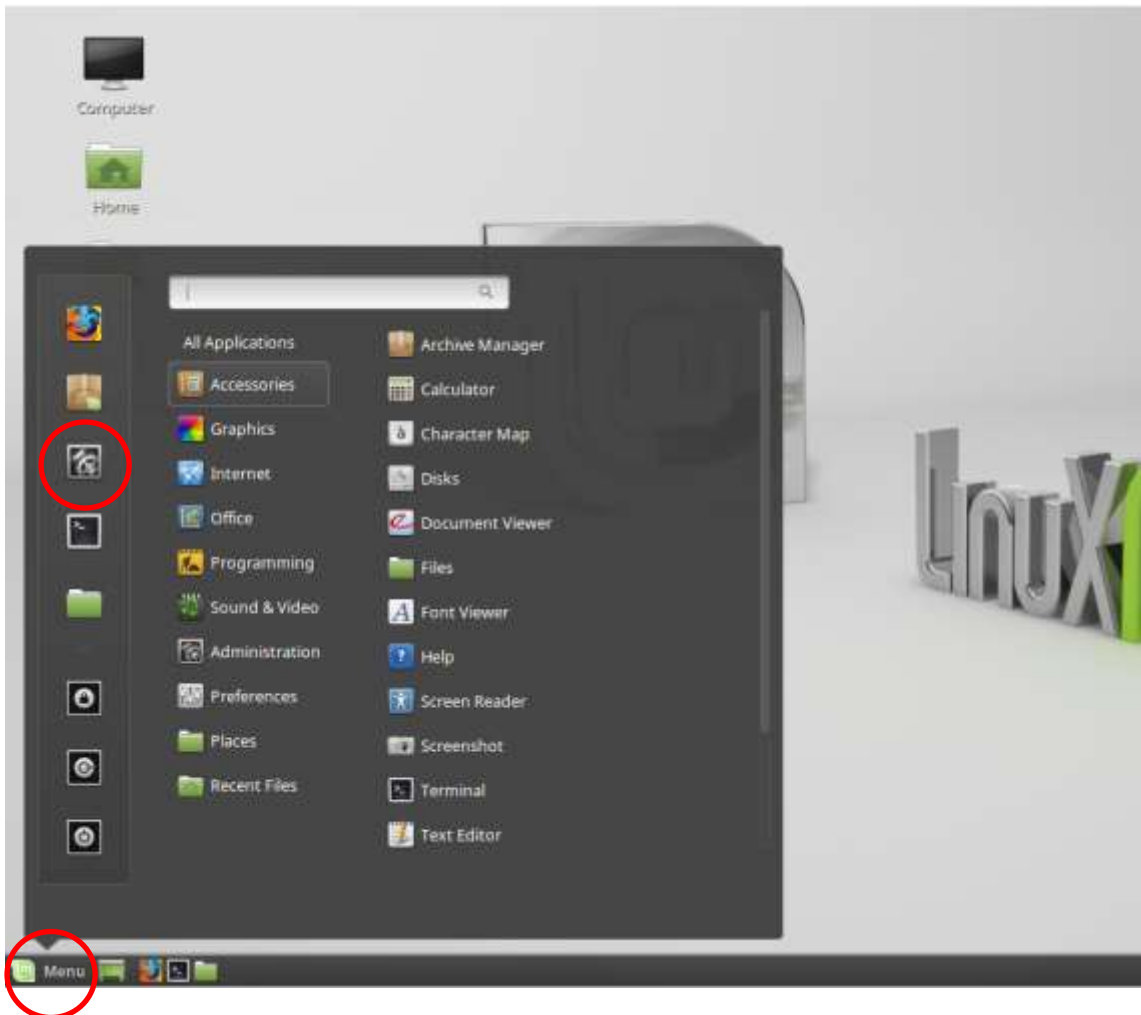 Computer
Home
All Applications
Accessories
Graphics
Internet
Office
Programming
Sound & Video
Administration
Preferences
Places
Recent Files
Archive Manager
Calculator
Character Map
Disks
Document Viewer
Files
Font Viewer
Help
Screen Reader
Screenshot
Terminal
Text Editor
Linux
Menu